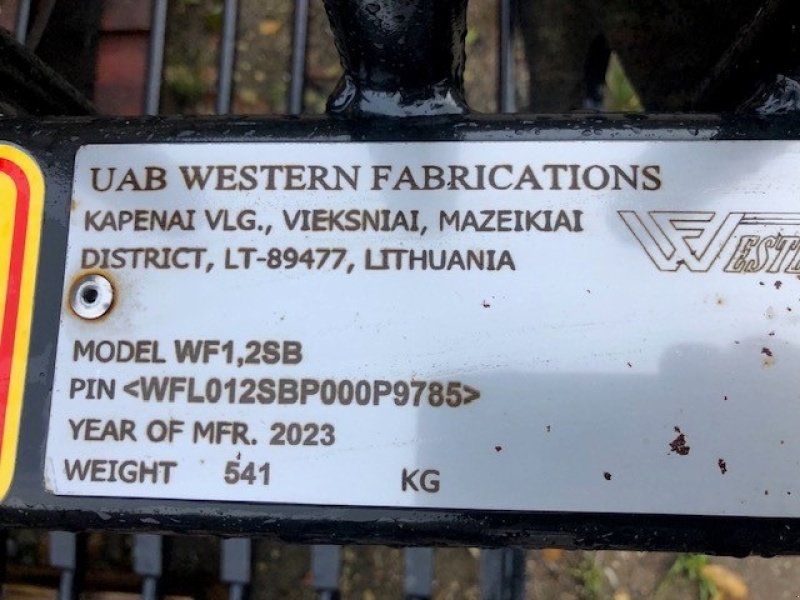 UAB WESTERN FABRICATIONS
KAPENAI VLG., VIEKSNIAI, MAZEIKIAI
DISTRICT, LT-89477, LITHUANIA
MODEL WF1,2SB
PIN <WFL012SBP000P9785>
YEAR OF MFR. 2023
WEIGHT 541 KG